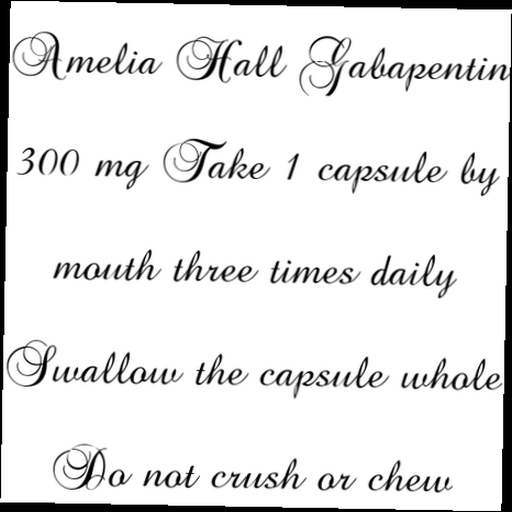 Amelia Hall Gabapentin
300 mg Take 1 capsule by
mouth three times daily
Swallow the capsule whole
Do not crush or chew